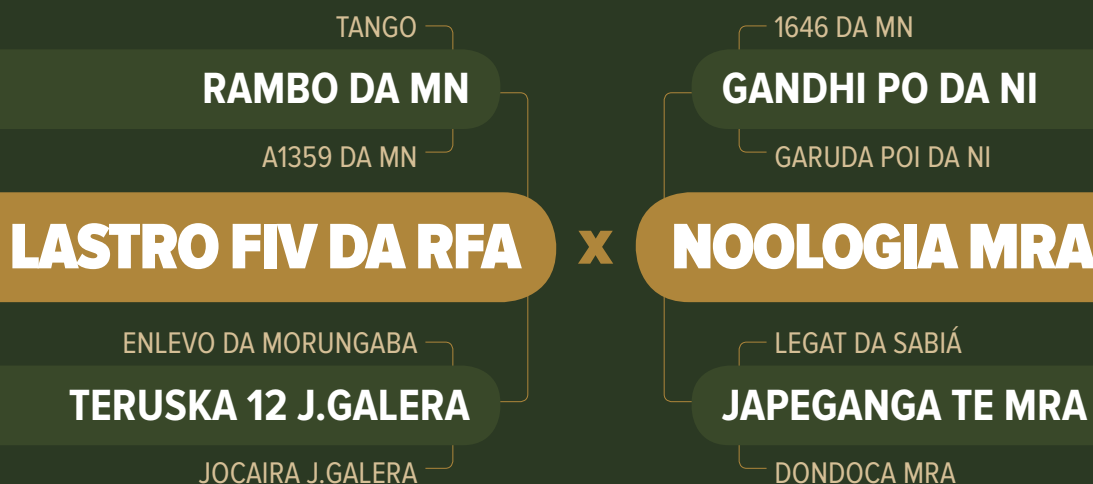 TANGO
1646 DA MN
RAMBO DA MN
GANDHI PO DA NI
A1359 DA MN
GARUDA POI DA NI
LASTRO FIV DA RFA
X
NOOLOGIA MRA
ENLEVO DA MORUNGABA
LEGAT DA SABIÁ
TERUSKA 12 J.GALERA
JAPEGANGA TE MRA
JOCAIRA J.GALERA
DONDOCA MRA